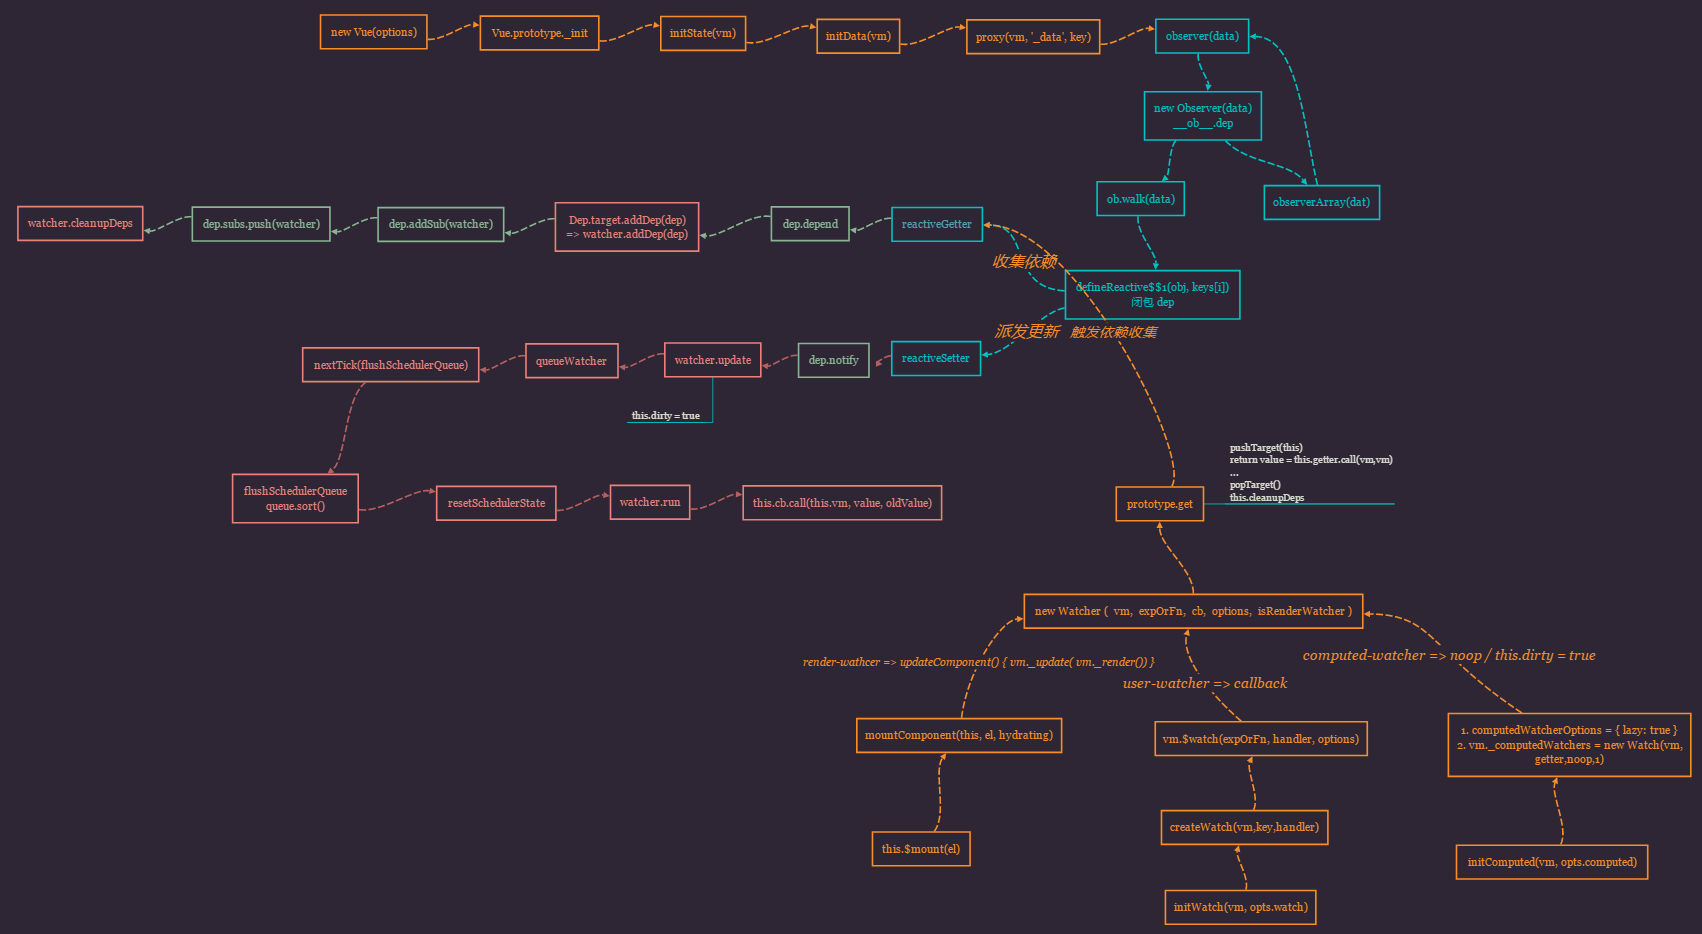 new Vue(options)
Vue.prototype._init
initState(vm)
initData(vm)
proxy(vm, '_data', key)
observer(data)
new Observer(data)
__ob__.dep
ob.walk(data)
observerArray(dat)
watcher.cleanupDeps
dep.subs.push(watcher)
dep.addSub(watcher)
Dep.target.addDep(dep)
=> watcher.addDep(dep)
dep.depend
reactiveGetter
收集依赖
defineReactive$$1(obj, keys[i])
闭包 dep
派发更新
触发依赖收集
nextTick(flushSchedulerQueue)
queueWatcher
watcher.update
dep.notify
reactiveSetter
this.dirty = true
flushSchedulerQueue
queue.sort()
resetSchedulerState
watcher.run
this.cb.call(this.vm, value, oldValue)
pushTarget(this)
return value = this.getter.call(vm,vm)
...
popTarget()
this.cleanupDeps
prototype.get
new Watcher ( vm, expOrFn, cb, options, isRenderWatcher )
render-wathcer => updateComponent() { vm._update( vm._render()) }
user-watcher => callback
computed-watcher => noop / this.dirty = true
mountComponent(this, el, hydrating)
vm.$watch(expOrFn, handler, options)
1. computedWatcherOptions = { lazy: true }
2. vm._computedWatchers = new Watch(vm,
getter,noop,1)
createWatch(vm,key,handler)
this.$mount(el)
initComputed(vm, opts.computed)
initWatch(vm, opts.watch)